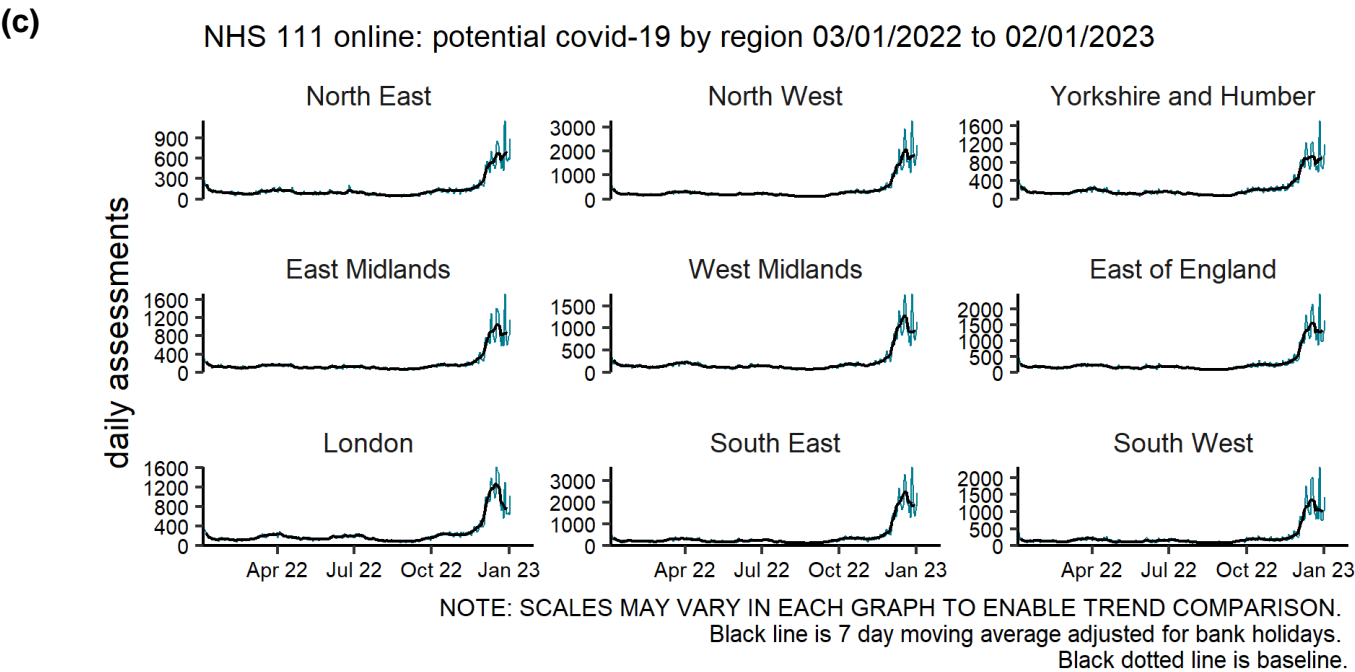 (c)
NHS 111 online: potential covid-19 by region 03/01/2022 to 02/01/2023
daily assessments
North East
900
600
300
0
North West
3000
2000
1000
0
Yorkshire and Humber
1600
1200
800
400
0
East Midlands
1600
1200
800
400
0
West Midlands
1500
1000
500
0
East of England
2000
1500
1000
500
0
London
1600
1200
800
400
0
Apr 22 Jul 22 Oct 22 Jan 23
South East
3000
2000
1000
0
Apr 22 Jul 22 Oct 22 Jan 23
South West
2000
1500
1000
500
0
Apr 22 Jul 22 Oct 22 Jan 23
NOTE: SCALES MAY VARY IN EACH GRAPH TO ENABLE TREND COMPARISON.
Black line is 7 day moving average adjusted for bank holidays.
Black dotted line is baseline.